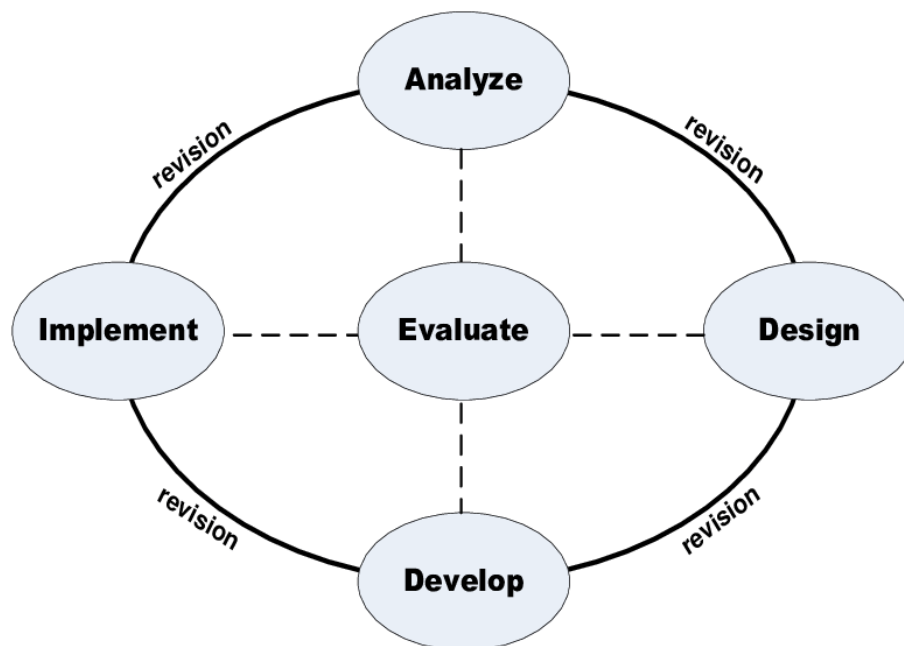 Analyze
revision
revision
Implement
Evaluate
Design
revision
revision
Develop